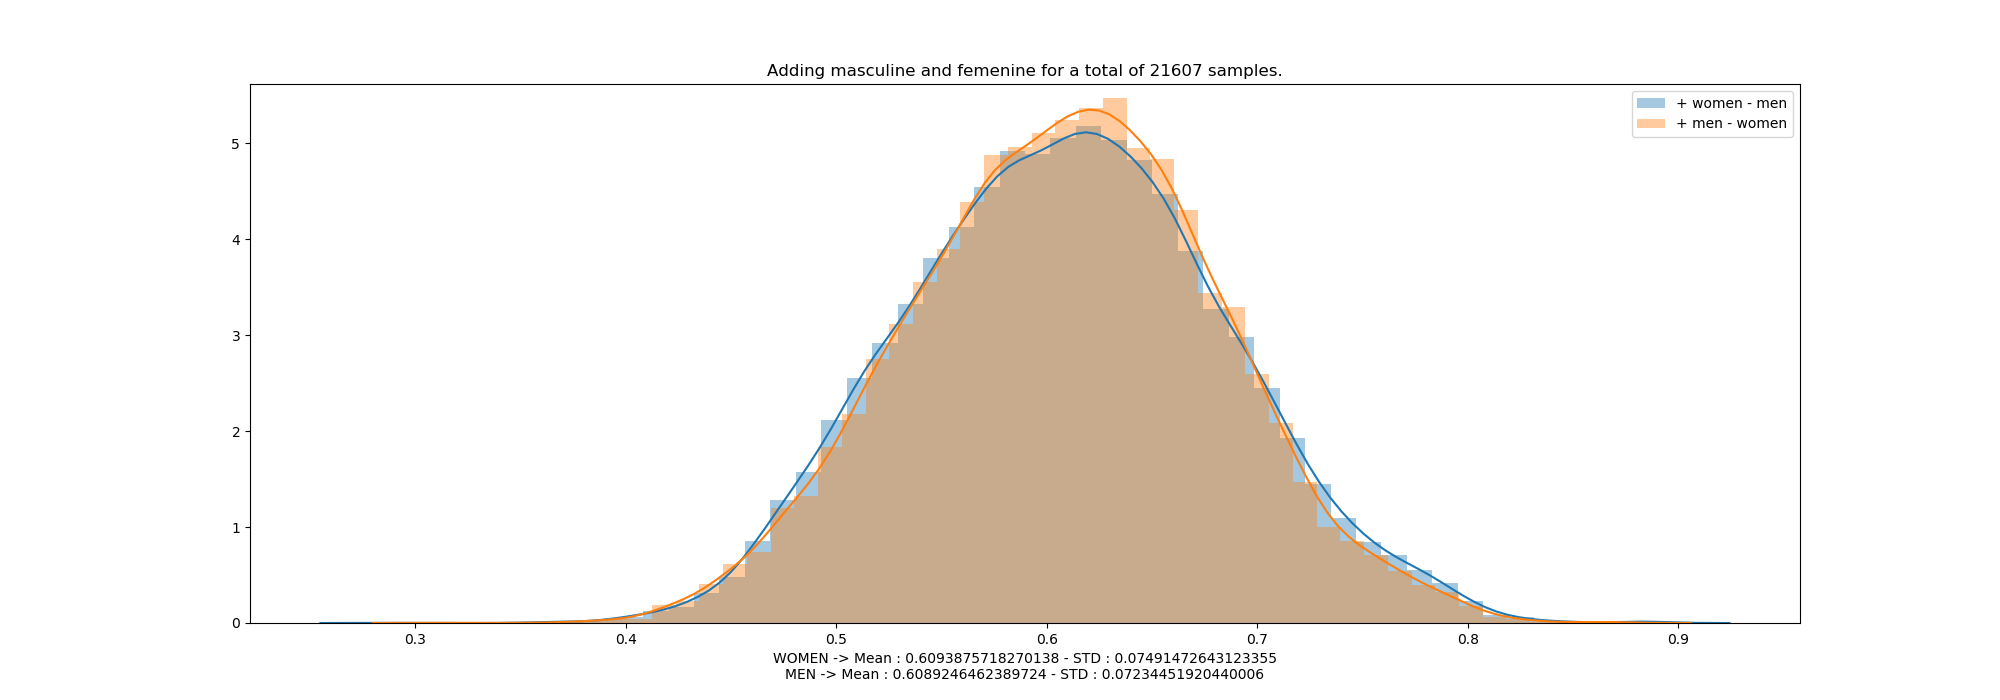 Adding masculine and femenine for a total of 21607 samples.
+ women - men
+ men - women
5
4
3
2
1
0
0.3 0.4 0.5 0.6 0.7 0.8 0.9
WOMEN -> Mean : 0.6093875718270138 - STD : 0.07491472643123355
MEN -> Mean : 0.6089246462389724 - STD : 0.07234451920440006